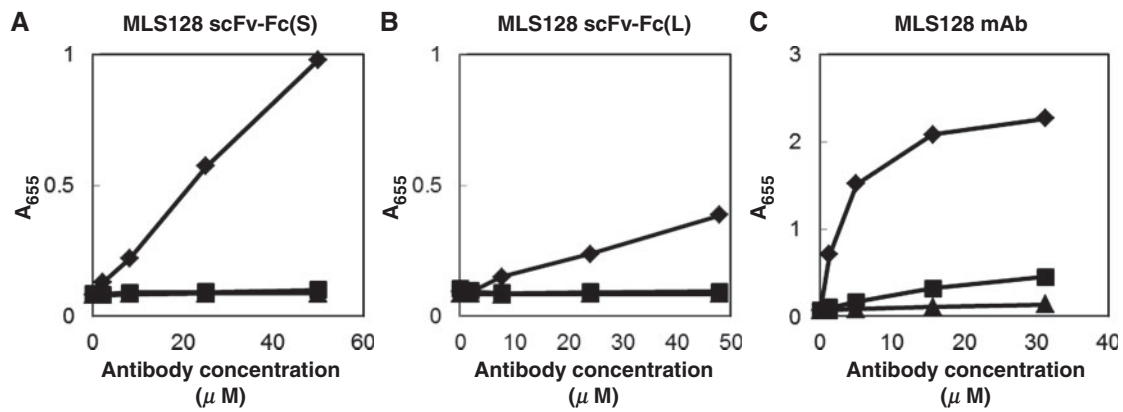 A MLS128 scFv-Fc(S)
1
0.5
0
A655
0 20 40 60
Antibody concentration
(μ M)
B MLS128 scFv-Fc(L)
1
0.5
0
A655
0 10 20 30 40 50
Antibody concentration
(μ M)
C MLS128 mAb
3
2
1
0
A655
0 10 20 30 40
Antibody concentration
(μ M)